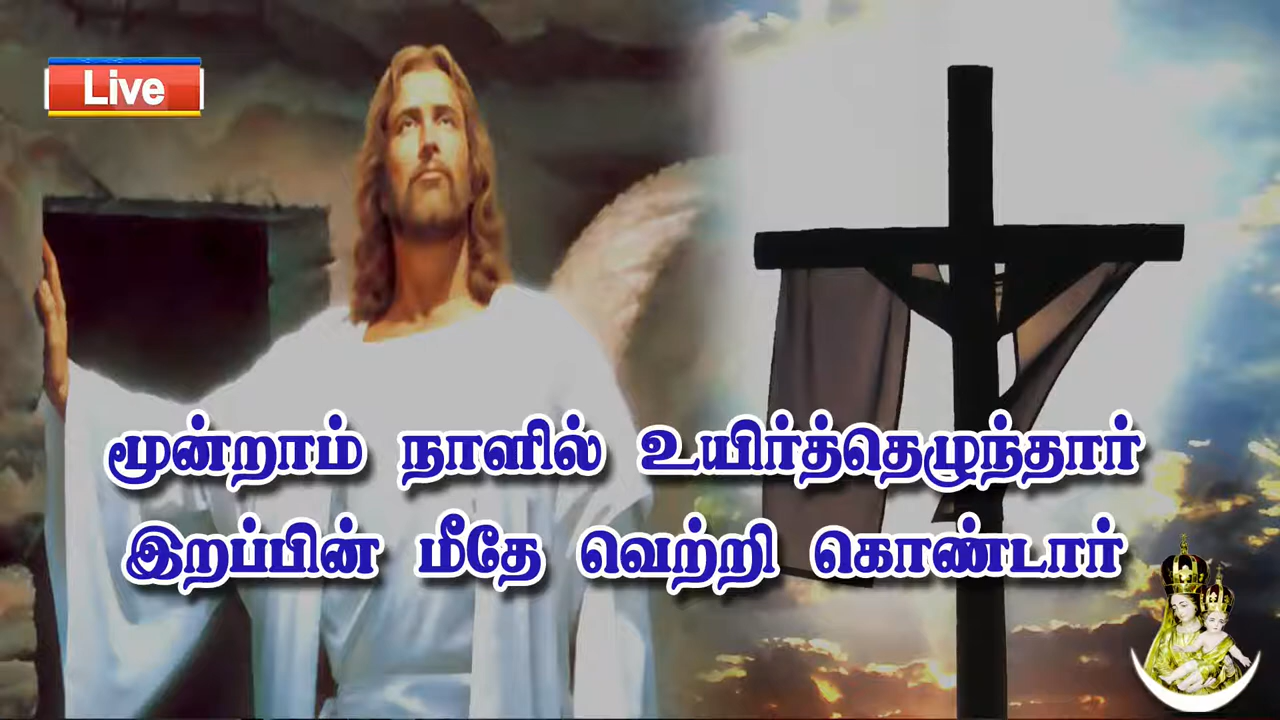 Live
மூன்றாம் நாளில் உயிர்த்தெழுந்தார்
இறப்பின் மீதே வெற்றி கொண்டார்